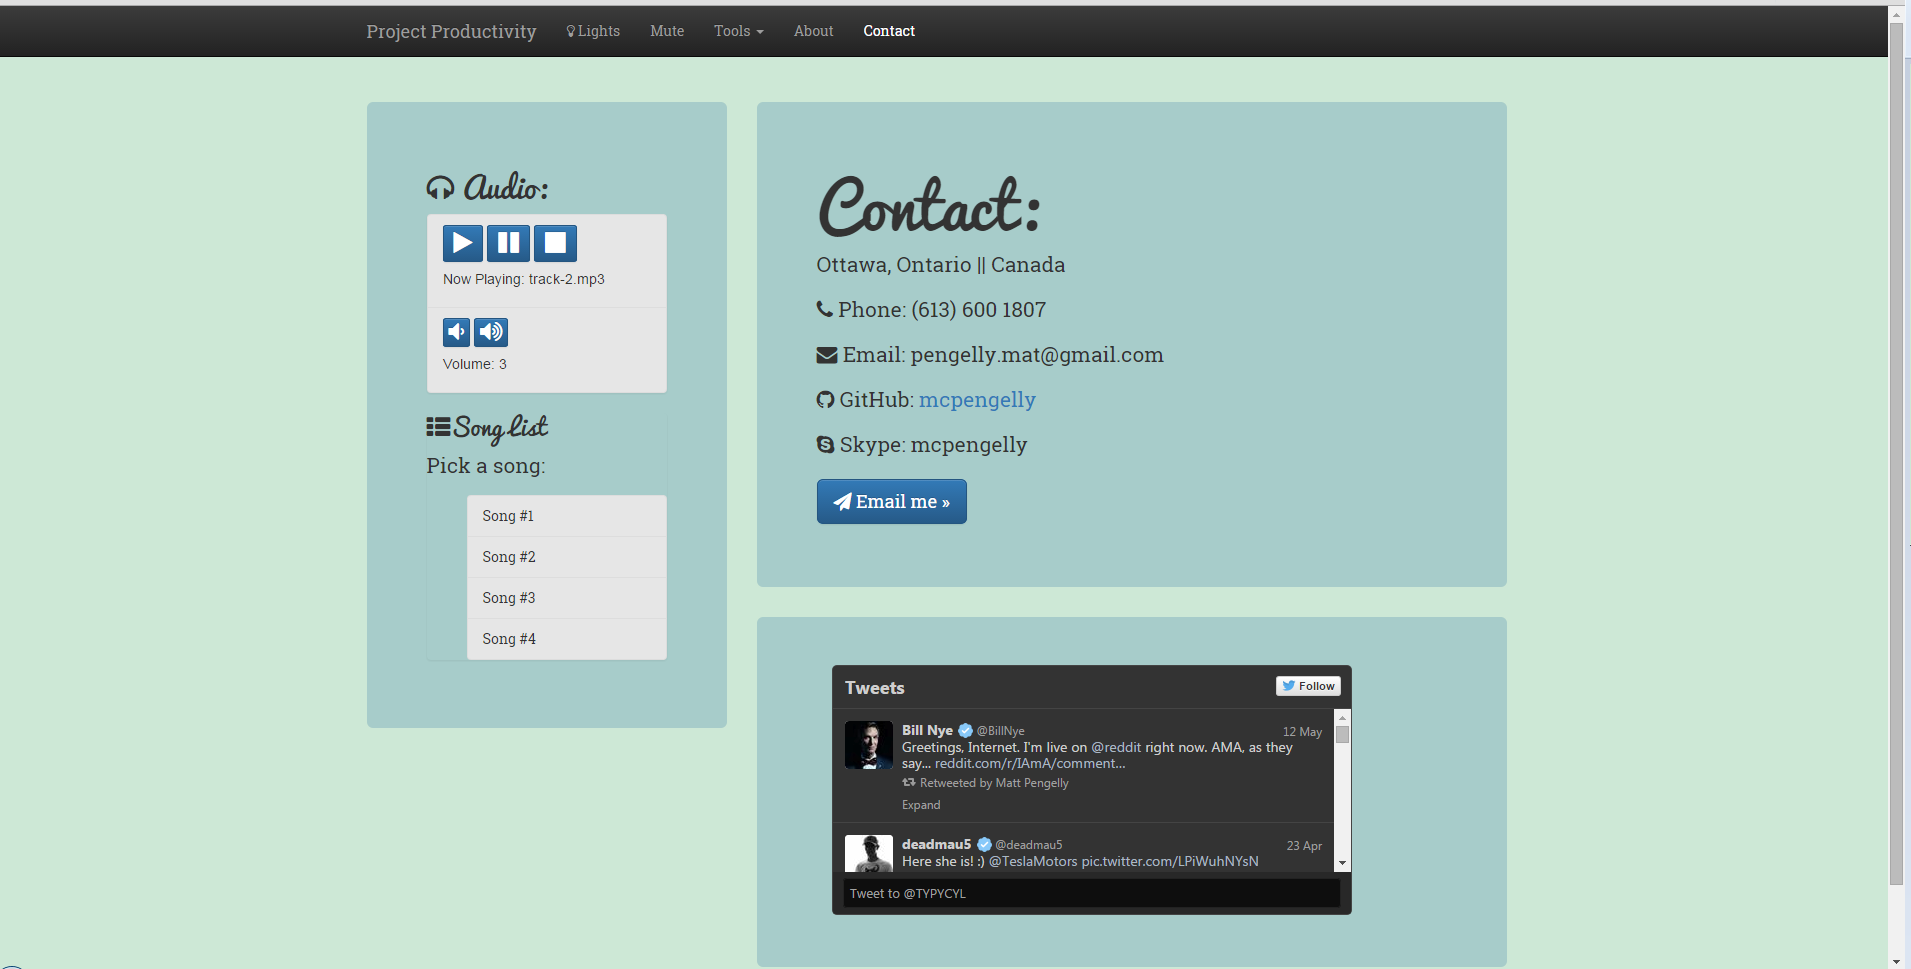 Project Productivity Lights Mute Tools About Contact
Audio:
Now Playing: track-2.mp3
Volume: 3
Song List
Pick a song:
Song #1
Song #2
Song #3
Song #4
Contact:
Ottawa, Ontario || Canada
Phone: (613) 600 1807
Email: pengelly.mat@gmail.com
GitHub: mcpengelly
Skype: mcpengelly
Email me »
Tweets Follow
Bill Nye @BillNye 12 May
Greetings, Internet. I'm live on @reddit right now. AMA, as they
say... reddit.com/r/IAmA/comment...
Retweeted by Matt Pengelly
Expand
deadmau5 @deadmau5 23 Apr
Here she is! :) @TeslaMotors pic.twitter.com/LPiWuhNYsN
Tweet to @TYPYCYL